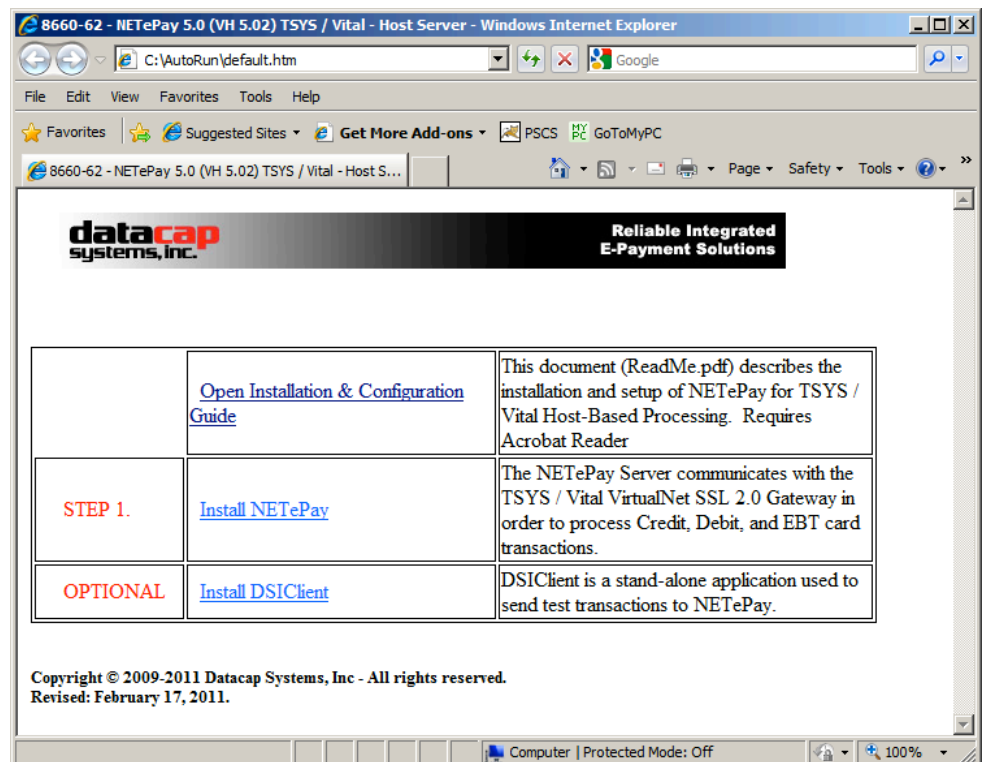 8660-62 - NETePay 5.0 (VH 5.02) TSYS / Vital - Host Server - Windows Internet Explorer
C:\AutoRun\default.htm
Google
File Edit View Favorites Tools Help
Favorites Suggested Sites Get More Add-ons PSCS MY PC GoToMyPC
8660-62 - NETePay 5.0 (VH 5.02) TSYS / Vital - Host S... Page Safety Tools »
datacap
systems, inc.
Reliable Integrated
E-Payment Solutions
Open Installation & Configuration
Guide
This document (ReadMe.pdf) describes the
installation and setup of NETePay for TSYS /
Vital Host-Based Processing. Requires
Acrobat Reader
STEP 1.
Install NETePay
The NETePay Server communicates with the
TSYS / Vital VirtualNet SSL 2.0 Gateway in
order to process Credit, Debit, and EBT card
transactions.
OPTIONAL
Install DSIClient
DSIClient is a stand-alone application used to
send test transactions to NETePay.
Copyright © 2009-2011 Datacap Systems, Inc - All rights reserved.
Revised: February 17, 2011.
Computer | Protected Mode: Off 100%